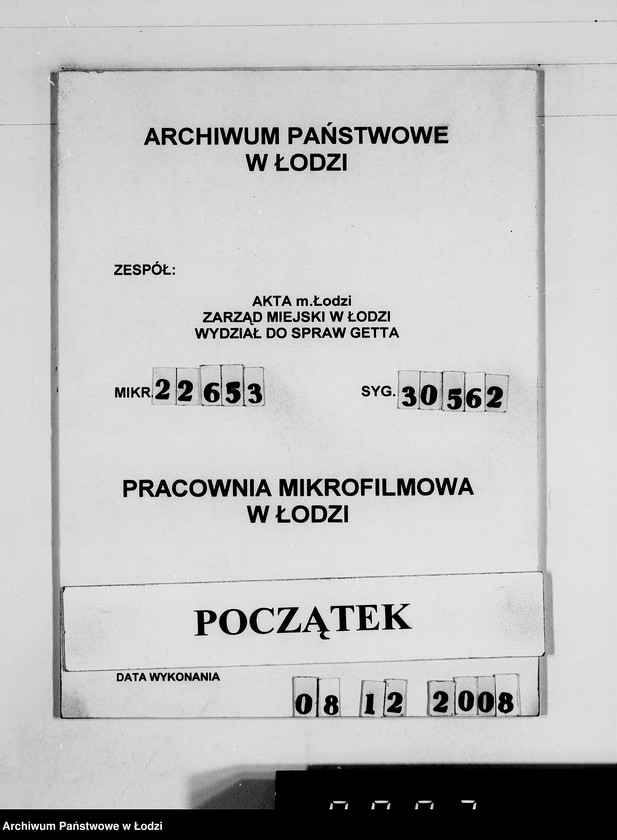 ARCHIWUM PAŃSTWOWE
W ŁODZI
ZESPÓŁ:
AKTA m.Łodzi
ZARZĄD MIEJSKI W ŁODZI
WYDZIAŁ DO SPRAW GETTA
MIKR. 22653 SYG. 30562
PRACOWNIA MIKROFILMOWA
W ŁODZI
POCZĄTEK
DATA WYKONANIA
08 12 2008
Archiwum Państwowe w Łodzi